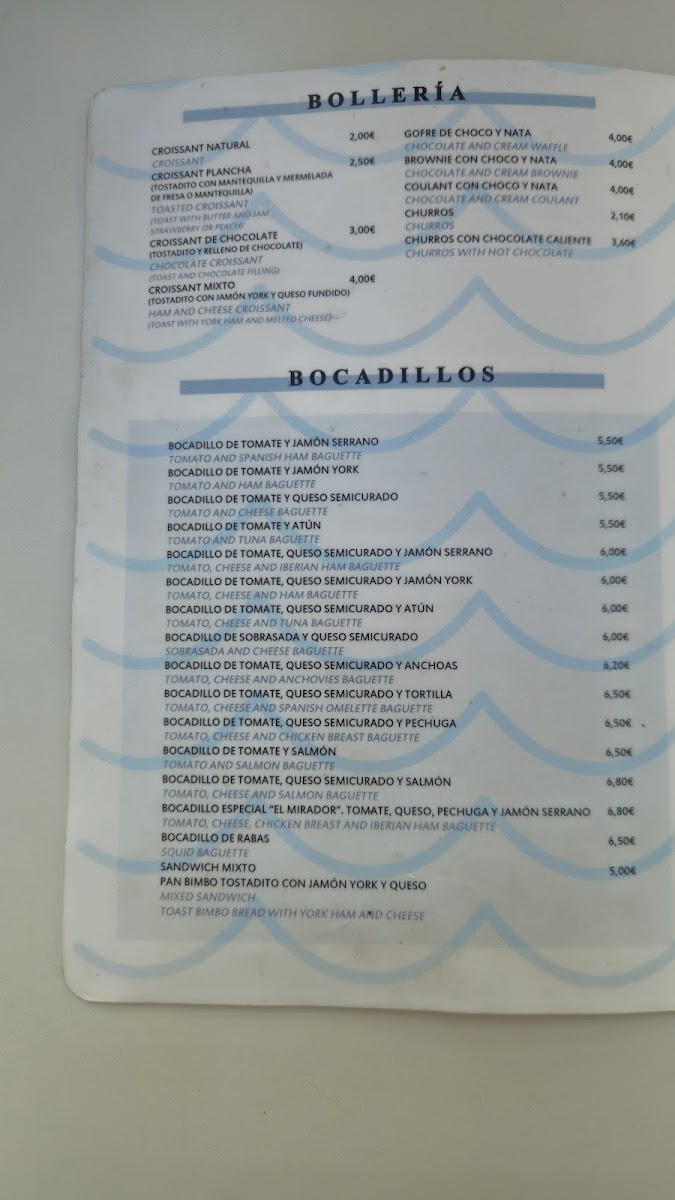 BOLLERÍA
CROISSANT NATURAL 2,00€
CROISSANT
CROISSANT PLANCHA 2,50€
(TOSTADITO CON MANTEQUILLA Y MERMELADA
DE FRESA O MANTEQUILLA)
TOASTED CROISSANT
(TOAST WITH BUTTER AND JAM
STRAWBERRY OR PEACH)
CROISSANT DE CHOCOLATE 3,00€
(TOSTADITO Y RELLENO DE CHOCOLATE)
CHOCOLATE CROISSANT
(TOAST AND CHOCOLATE FILLING)
CROISSANT MIXTO 4,00€
(TOSTADITO CON JAMÓN YORK Y QUESO FUNDIDO)
HAM AND CHEESE CROISSANT
(TOAST WITH YORK HAM AND MELTED CHEESE)
GOFRE DE CHOCO Y NATA 4,00€
CHOCOLATE AND CREAM WAFFLE
BROWNIE CON CHOCO Y NATA 4,00€
CHOCOLATE AND CREAM BROWNIE
COULANT CON CHOCO Y NATA 4,00€
CHOCOLATE AND CREAM COULANT
CHURROS 2,10€
CHURROS
CHURROS CON CHOCOLATE CALIENTE 3,60€
CHURROS WITH HOT CHOCOLATE
BOCADILLOS
BOCADILLO DE TOMATE Y JAMÓN SERRANO 5,50€
TOMATO AND SPANISH HAM BAGUETTE
BOCADILLO DE TOMATE Y JAMÓN YORK 5,50€
TOMATO AND HAM BAGUETTE
BOCADILLO DE TOMATE Y QUESO SEMICURADO 5,50€
TOMATO AND CHEESE BAGUETTE
BOCADILLO DE TOMATE Y ATÚN 5,50€
TOMATO AND TUNA BAGUETTE
BOCADILLO DE TOMATE, QUESO SEMICURADO Y JAMÓN SERRANO 6,00€
TOMATO, CHEESE AND IBERIAN HAM BAGUETTE
BOCADILLO DE TOMATE, QUESO SEMICURADO Y JAMÓN YORK 6,00€
TOMATO, CHEESE AND HAM BAGUETTE
BOCADILLO DE TOMATE, QUESO SEMICURADO Y ATÚN 6,00€
TOMATO, CHEESE AND TUNA BAGUETTE
BOCADILLO DE SOBRASADA Y QUESO SEMICURADO 6,00€
SOBRASADA AND CHEESE BAGUETTE
BOCADILLO DE TOMATE, QUESO SEMICURADO Y ANCHOAS 6,20€
TOMATO, CHEESE AND ANCHOVIES BAGUETTE
BOCADILLO DE TOMATE, QUESO SEMICURADO Y TORTILLA 6,50€
TOMATO, CHEESE AND SPANISH OMELETTE BAGUETTE
BOCADILLO DE TOMATE, QUESO SEMICURADO Y PECHUGA 6,50€
TOMATO, CHEESE AND CHICKEN BREAST BAGUETTE
BOCADILLO DE TOMATE Y SALMÓN 6,50€
TOMATO AND SALMON BAGUETTE
BOCADILLO DE TOMATE, QUESO SEMICURADO Y SALMÓN 6,80€
TOMATO, CHEESE AND SALMON BAGUETTE
BOCADILLO ESPECIAL "EL MIRADOR". TOMATE, QUESO, PECHUGA Y JAMÓN SERRANO 6,80€
TOMATO, CHEESE, CHICKEN BREAST AND IBERIAN HAM BAGUETTE
BOCADILLO DE RABAS 6,50€
SQUID BAGUETTE
SANDWICH MIXTO 5,00€
PAN BIMBO TOSTADITO CON JAMÓN YORK Y QUESO
MIXED SANDWICH
TOAST BIMBO BREAD WITH YORK HAM AND CHEESE